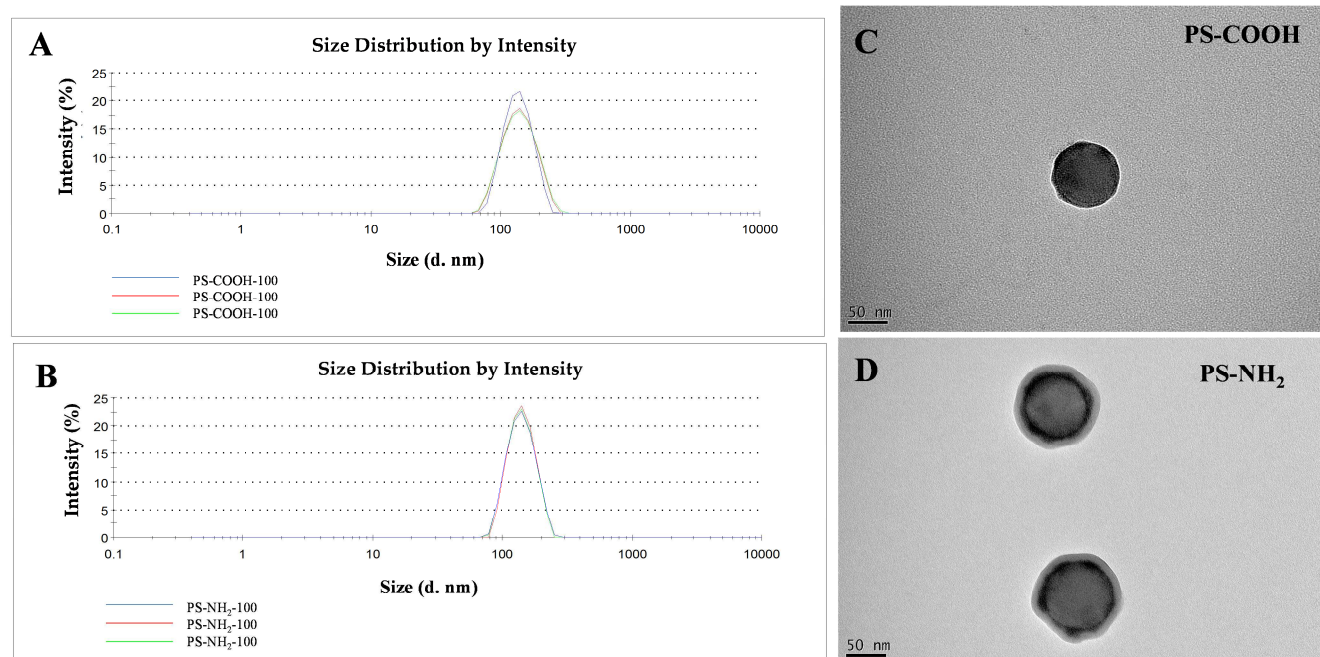 A
Size Distribution by Intensity
Intensity (%)
25
20
15
10
5
0
0.1 1 10 100 1000 10000
Size (d. nm)
PS-COOH-100
PS-COOH-100
PS-COOH-100
B
Size Distribution by Intensity
Intensity (%)
25
20
15
10
5
0
0.1 1 10 100 1000 10000
Size (d. nm)
PS-NH₂-100
PS-NH₂-100
PS-NH₂-100
C PS-COOH
50 nm
D PS-NH₂
50 nm